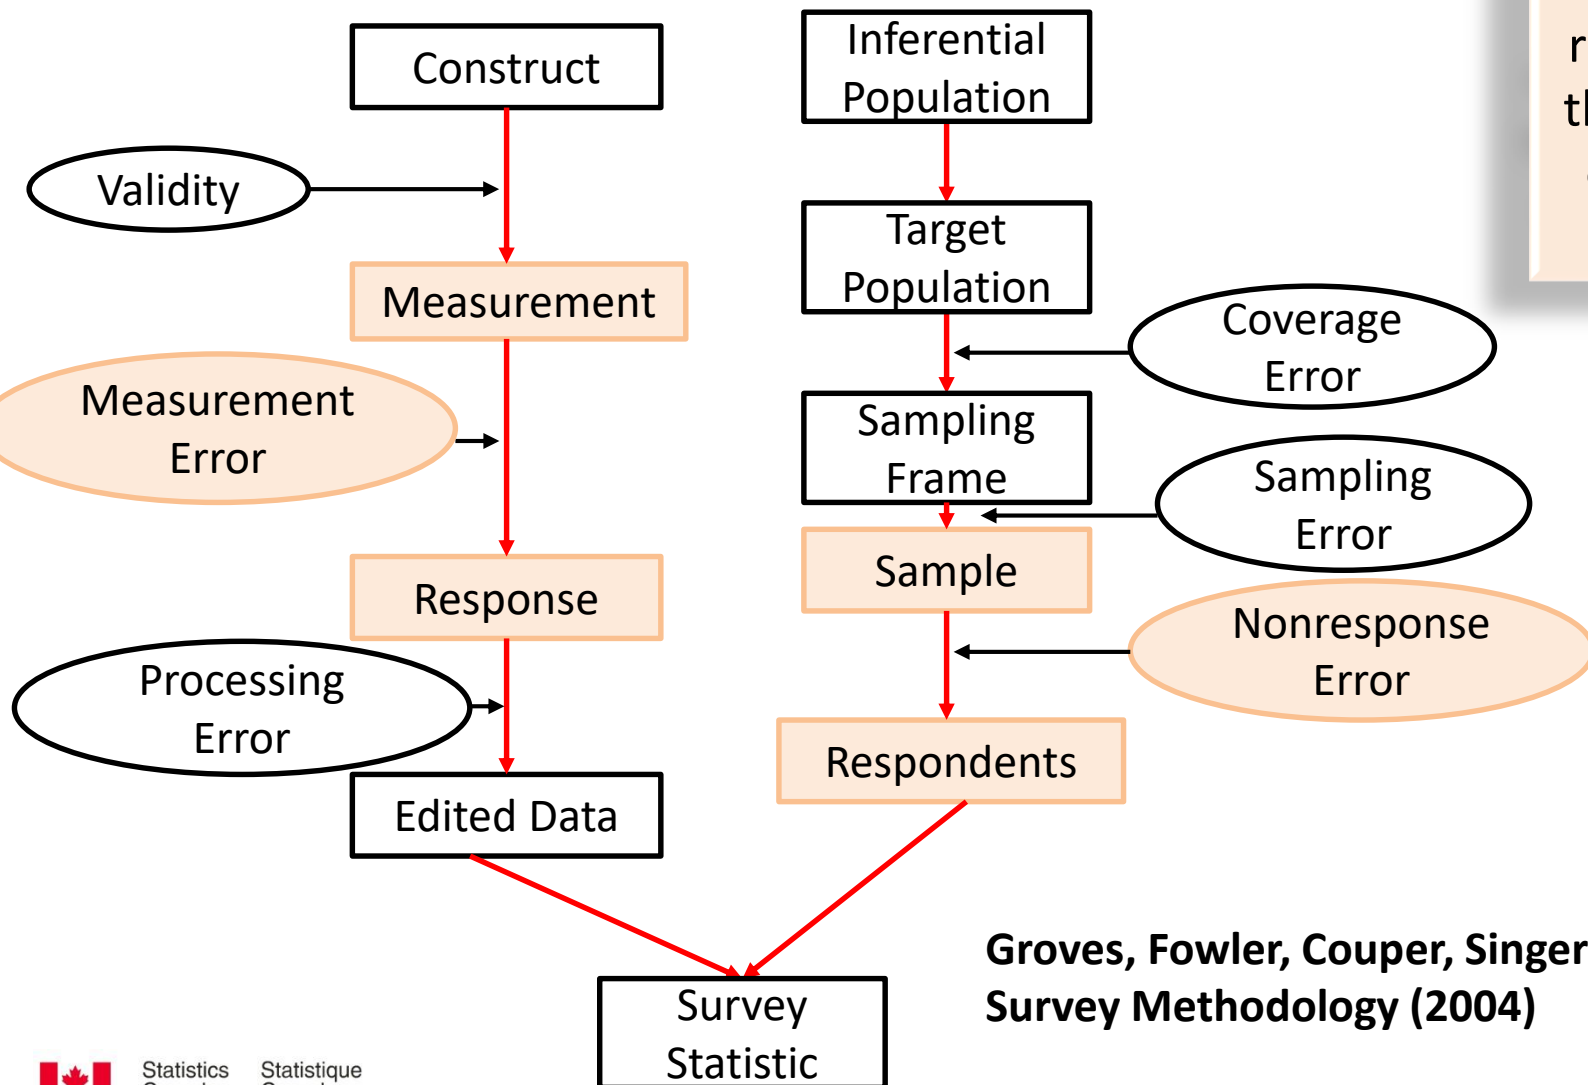 Construct
Validity
Measurement
Measurement
Error
Response
Processing
Error
Edited Data
Inferential
Population
Target
Population
Coverage
Error
Sampling
Frame
Sampling
Error
Sample
Nonresponse
Error
Respondents
Survey
Statistic
Groves, Fowler, Couper, Singer
Survey Methodology (2004)
Statistics
Statistique